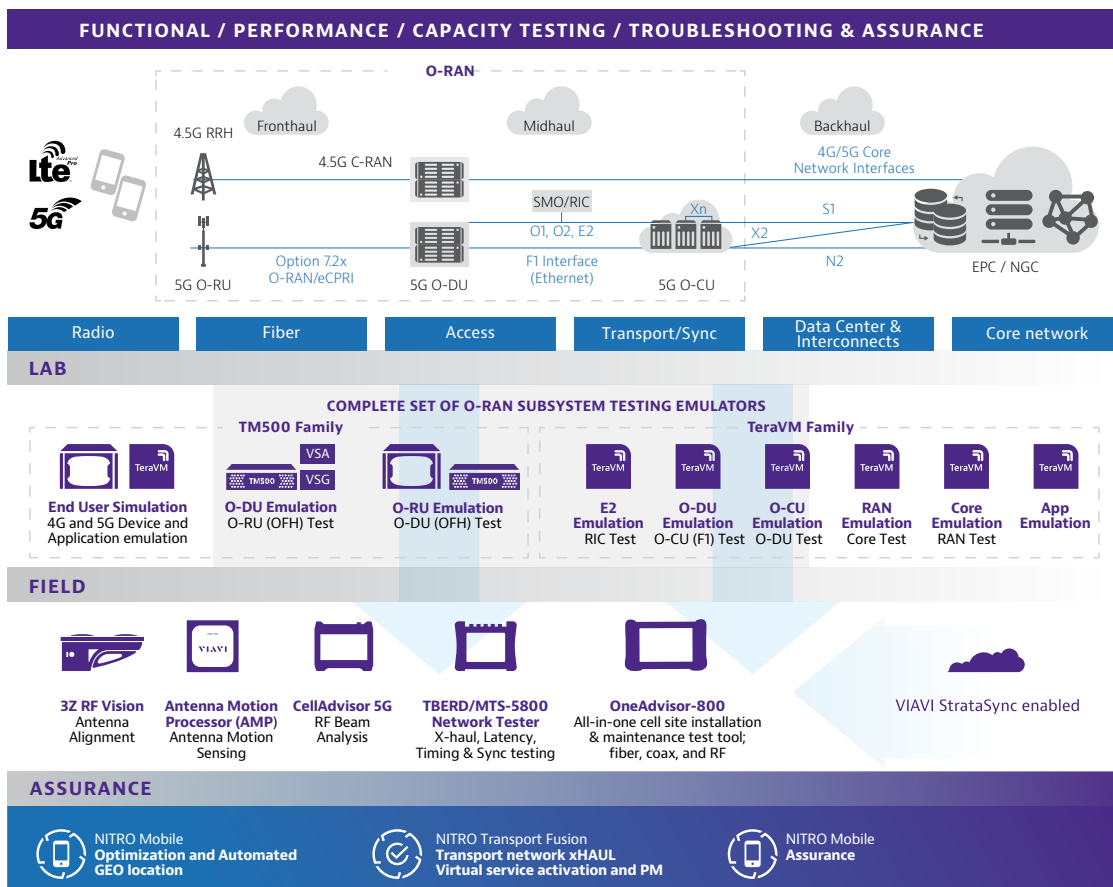 FUNCTIONAL / PERFORMANCE / CAPACITY TESTING / TROUBLESHOOTING & ASSURANCE
O-RAN
Fronthaul
Midhaul
Backhaul
4.5G RRH
4.5G C-RAN
4G/5G Core
Network Interfaces
LTE
Advanced
Pro
5G
SMO/RIC
O1, O2, E2
Xn
S1
X2
N2
Option 7.2x
O-RAN/eCPRI
F1 Interface
(Ethernet)
5G O-RU
5G O-DU
5G O-CU
EPC / NGC
Radio
Fiber
Access
Transport/Sync
Data Center &
Interconnects
Core network
LAB
COMPLETE SET OF O-RAN SUBSYSTEM TESTING EMULATORS
TM500 Family
TeraVM Family
TeraVM
VSA
VSG
TM500
TM500
TeraVM
TeraVM
TeraVM
TeraVM
TeraVM
TeraVM
End User Simulation
4G and 5G Device and
Application emulation
O-DU Emulation
O-RU (OFH) Test
O-RU Emulation
O-DU (OFH) Test
E2
Emulation
RIC Test
O-DU
Emulation
O-CU (F1) Test
O-CU
Emulation
O-DU Test
RAN
Emulation
Core Test
Core
Emulation
RAN Test
App
Emulation
FIELD
VIAVI
3Z RF Vision
Antenna
Alignment
Antenna Motion
Processor (AMP)
Antenna Motion
Sensing
CellAdvisor 5G
RF Beam
Analysis
TBERD/MTS-5800
Network Tester
X-haul, Latency,
Timing & Sync testing
OneAdvisor-800
All-in-one cell site installation
& maintenance test tool;
fiber, coax, and RF
VIAVI StrataSync enabled
ASSURANCE
NITRO Mobile
Optimization and Automated
GEO location
NITRO Transport Fusion
Transport network xHAUL
Virtual service activation and PM
NITRO Mobile
Assurance